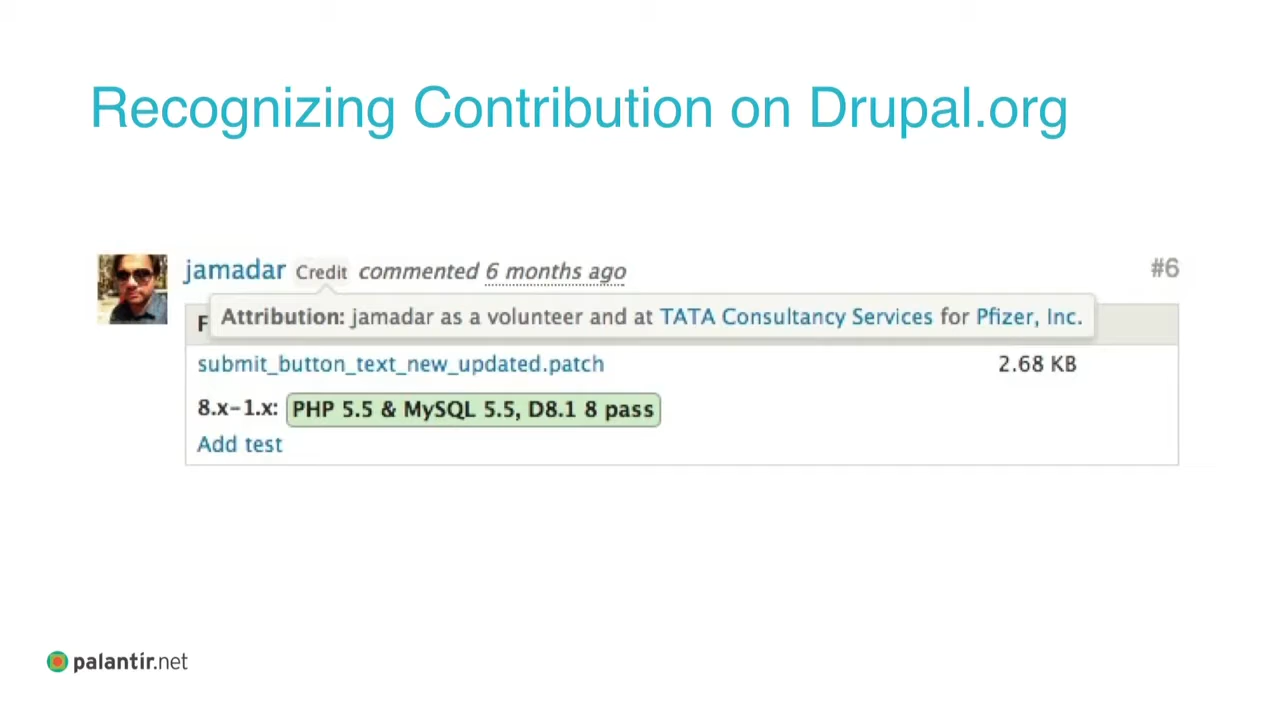 Recognizing Contribution on Drupal.org
jamadar Credit commented 6 months ago #6
Attribution: jamadar as a volunteer and at TATA Consultancy Services for Pfizer, Inc.
F
submit_button_text_new_updated.patch 2.68 KB
8.x-1.x: PHP 5.5 & MySQL 5.5, D8.1 8 pass
Add test
palantir.net